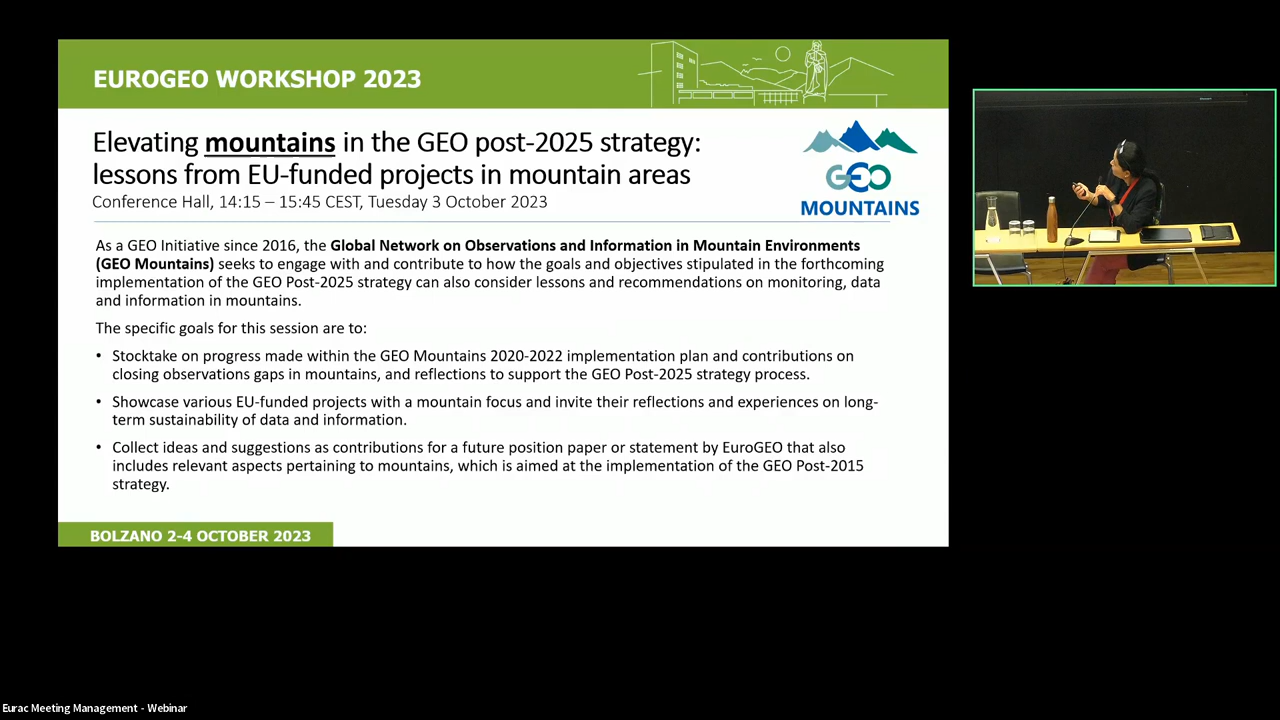 EUROGEO WORKSHOP 2023
Elevating mountains in the GEO post-2025 strategy:
lessons from EU-funded projects in mountain areas
Conference Hall, 14:15 – 15:45 CEST, Tuesday 3 October 2023
GEO
MOUNTAINS
As a GEO Initiative since 2016, the Global Network on Observations and Information in Mountain Environments
(GEO Mountains) seeks to engage with and contribute to how the goals and objectives stipulated in the forthcoming
implementation of the GEO Post-2025 strategy can also consider lessons and recommendations on monitoring, data
and information in mountains.
The specific goals for this session are to:
• Stocktake on progress made within the GEO Mountains 2020-2022 implementation plan and contributions on
closing observations gaps in mountains, and reflections to support the GEO Post-2025 strategy process.
• Showcase various EU-funded projects with a mountain focus and invite their reflections and experiences on long-
term sustainability of data and information.
• Collect ideas and suggestions as contributions for a future position paper or statement by EuroGEO that also
includes relevant aspects pertaining to mountains, which is aimed at the implementation of the GEO Post-2015
strategy.
BOLZANO 2-4 OCTOBER 2023
Eurac Meeting Management - Webinar